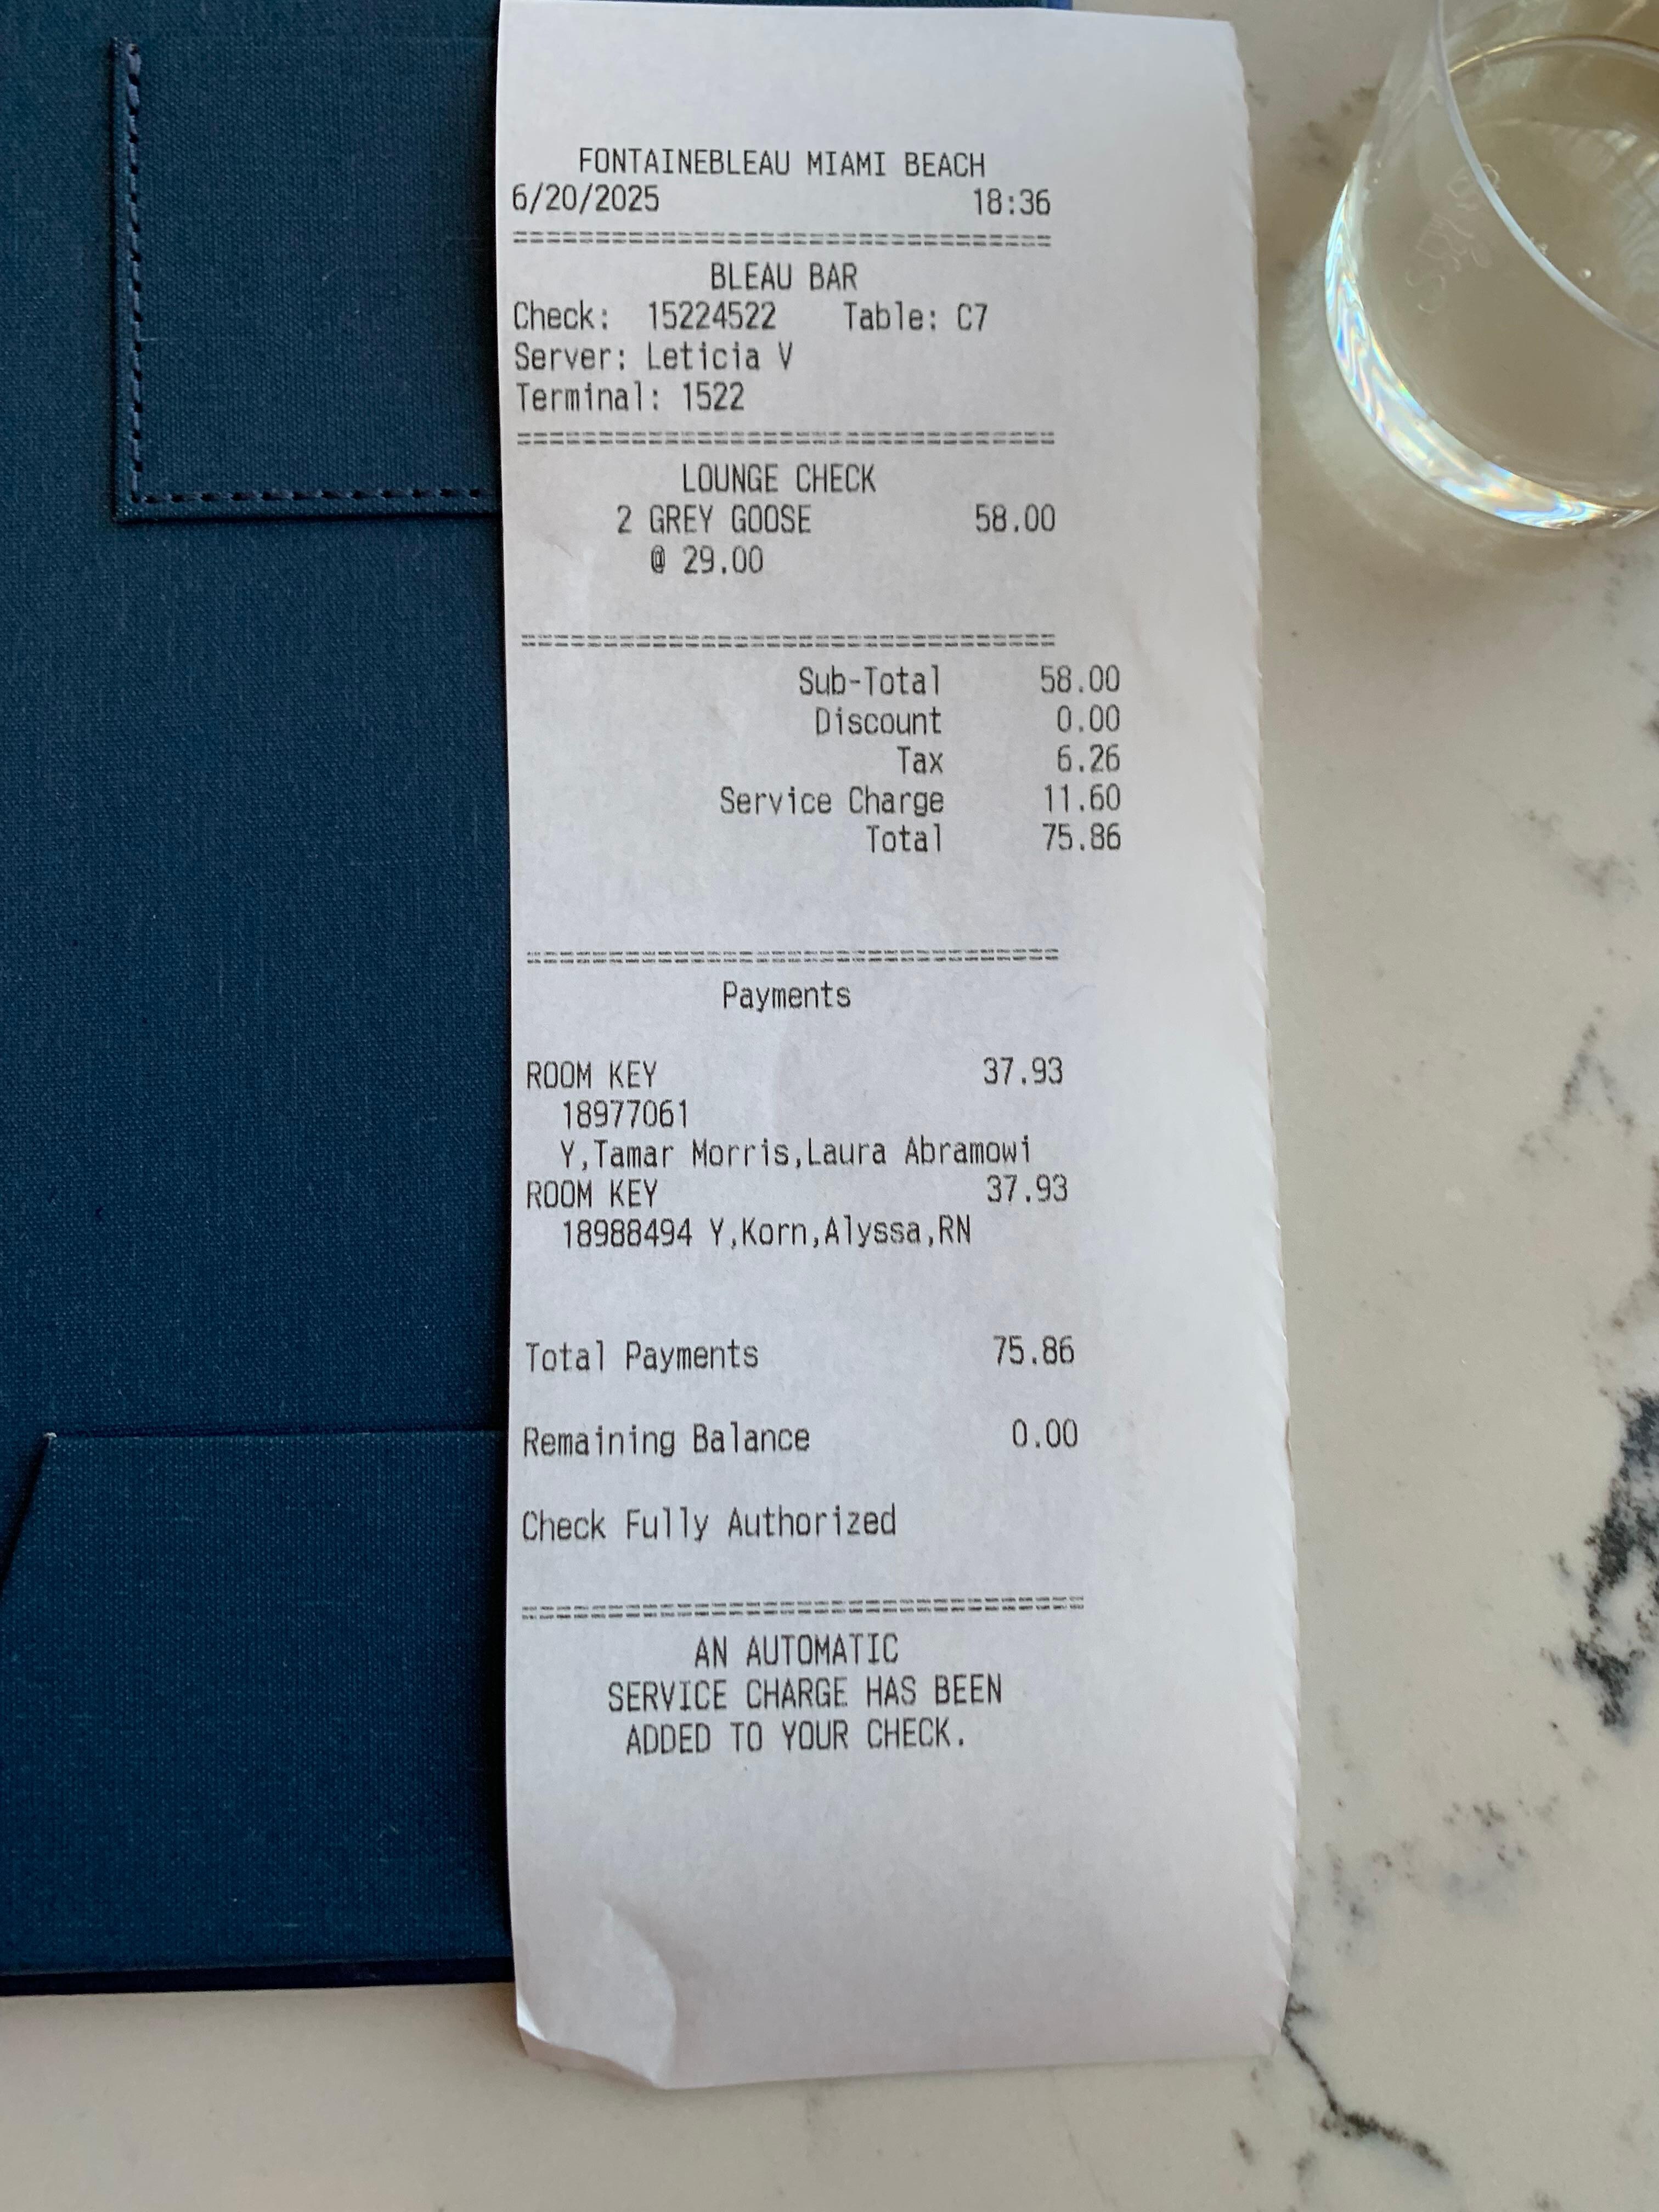 FONTAINEBLEAU MIAMI BEACH
6/20/2025 18:36
BLEAU BAR
Check: 15224522 Table: C7
Server: Leticia V
Terminal: 1522
LOUNGE CHECK
2 GREY GOOSE 58.00
@ 29.00
Sub-Total 58.00
Discount 0.00
Tax 6.26
Service Charge 11.60
Total 75.86
Payments
ROOM KEY 37.93
18977061
Y,Tamar Morris,Laura Abramowi
ROOM KEY 37.93
18988494 Y,Korn,Alyssa,RN
Total Payments 75.86
Remaining Balance 0.00
Check Fully Authorized
AN AUTOMATIC
SERVICE CHARGE HAS BEEN
ADDED TO YOUR CHECK.